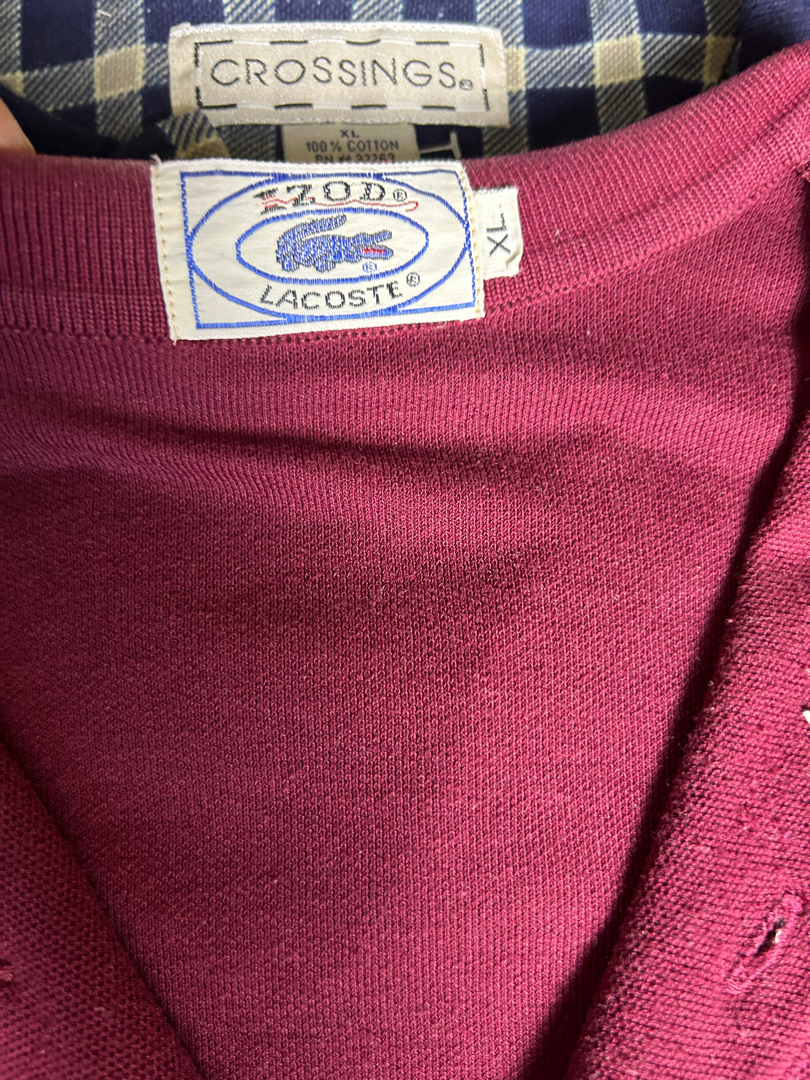 CROSSINGS®
XL
100% COTTON
IZOD®
®
LACOSTE®
XL